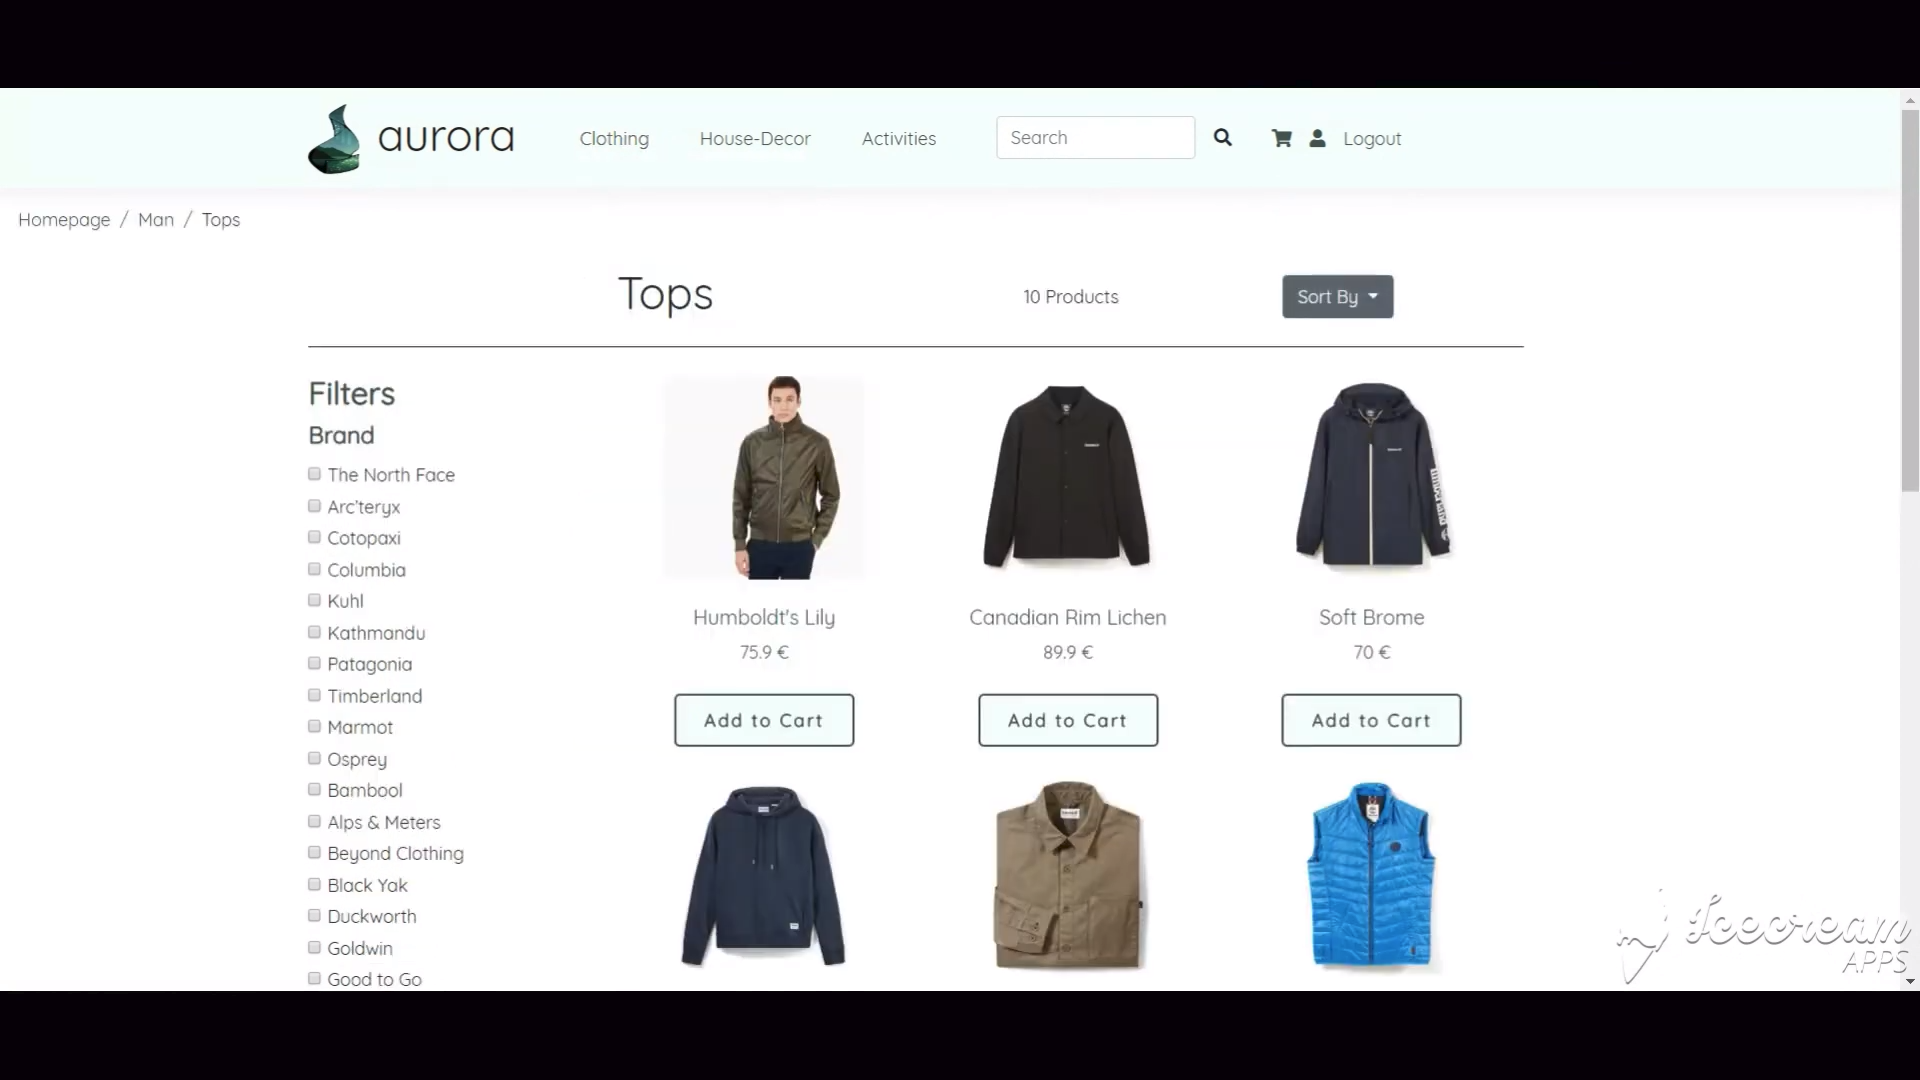 aurora
Clothing House-Decor Activities Search Logout
Homepage / Man / Tops
Tops 10 Products Sort By
Filters
Brand
The North Face
Arc'teryx
Cotopaxi
Columbia
Kuhl
Kathmandu
Patagonia
Timberland
Marmot
Osprey
Bambool
Alps & Meters
Beyond Clothing
Black Yak
Duckworth
Goldwin
Good to Go
Humboldt's Lily Canadian Rim Lichen Soft Brome
75.9 € 89.9 € 70 €
Add to Cart Add to Cart Add to Cart
Icecream
APPS